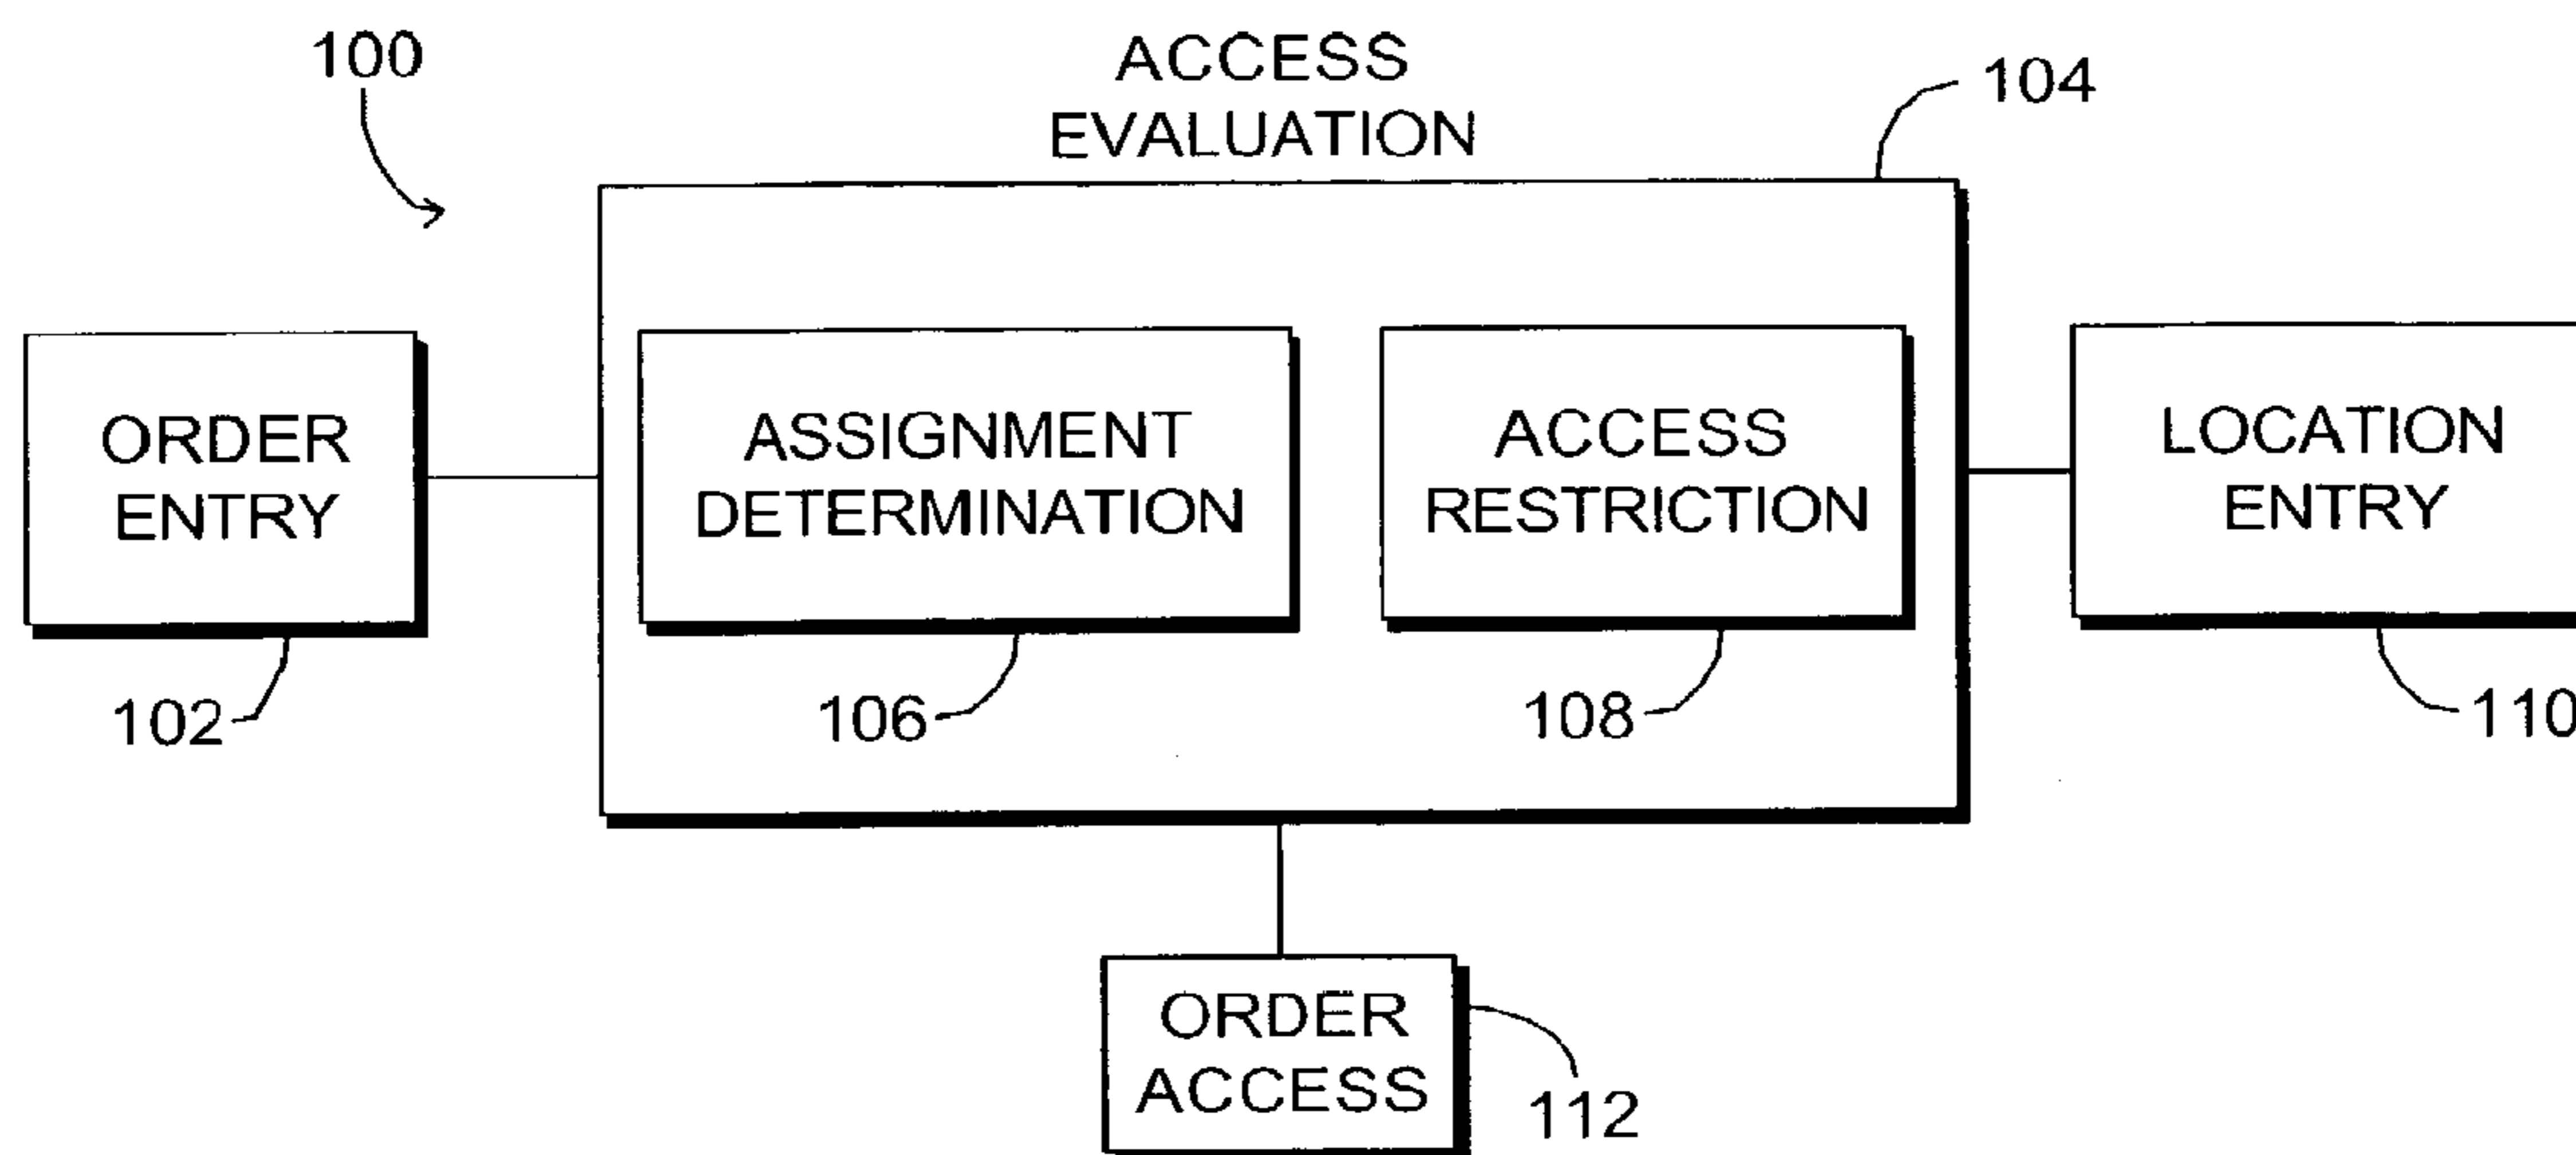 100
ACCESS
EVALUATION
104
ORDER
ENTRY
ASSIGNMENT
DETERMINATION
ACCESS
RESTRICTION
LOCATION
ENTRY
102
106
108
110
ORDER
ACCESS
112